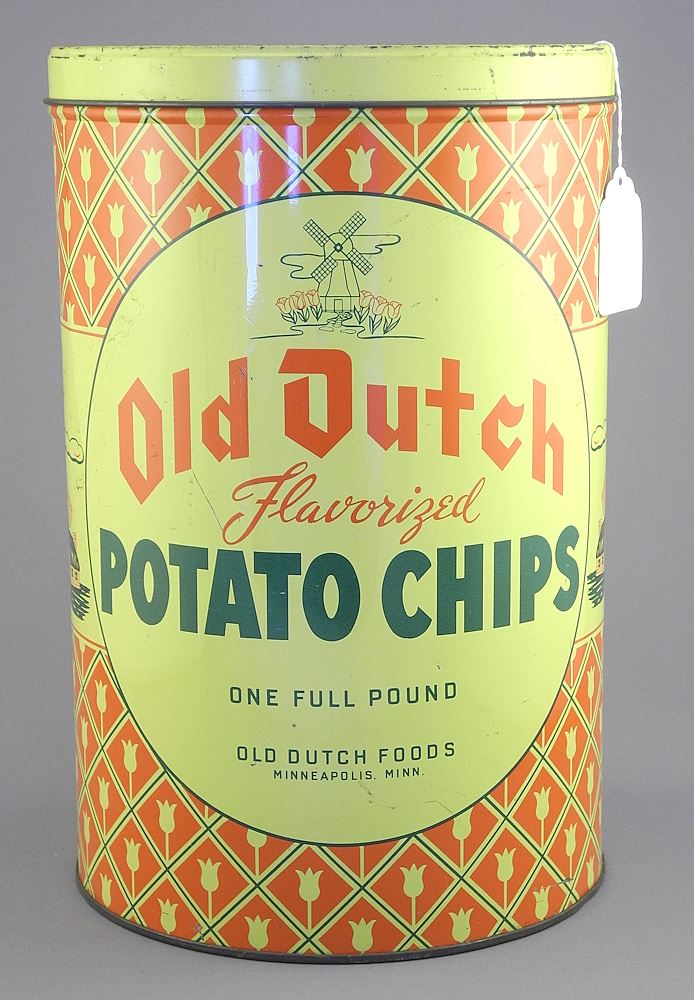 Old Dutch
Flavorized
POTATO CHIPS
ONE FULL POUND
OLD DUTCH FOODS
MINNEAPOLIS, MINN.